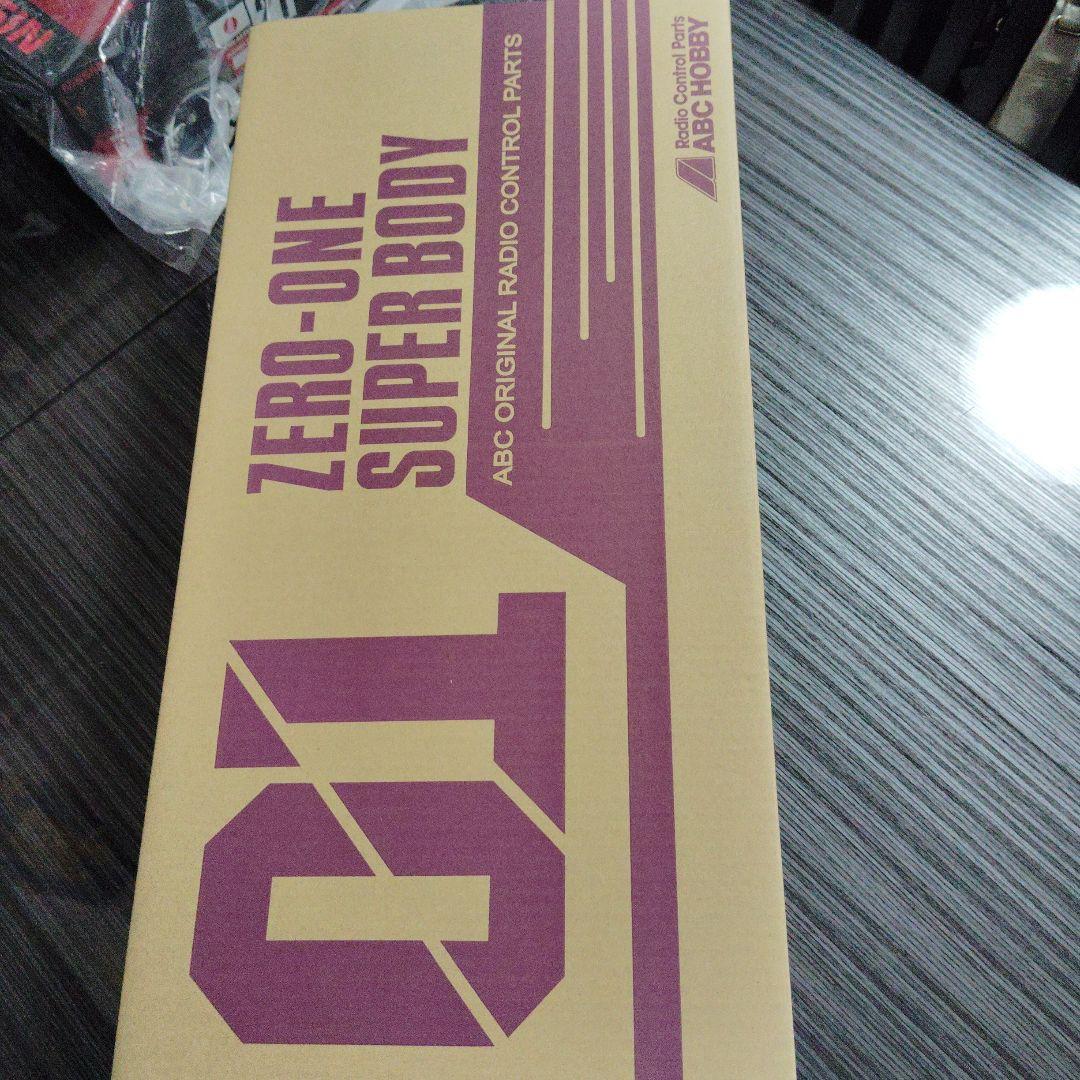 01
ZERO-ONE
SUPER BODY
ABC ORIGINAL RADIO CONTROL PARTS
Radio Control Parts
ABC HOBBY